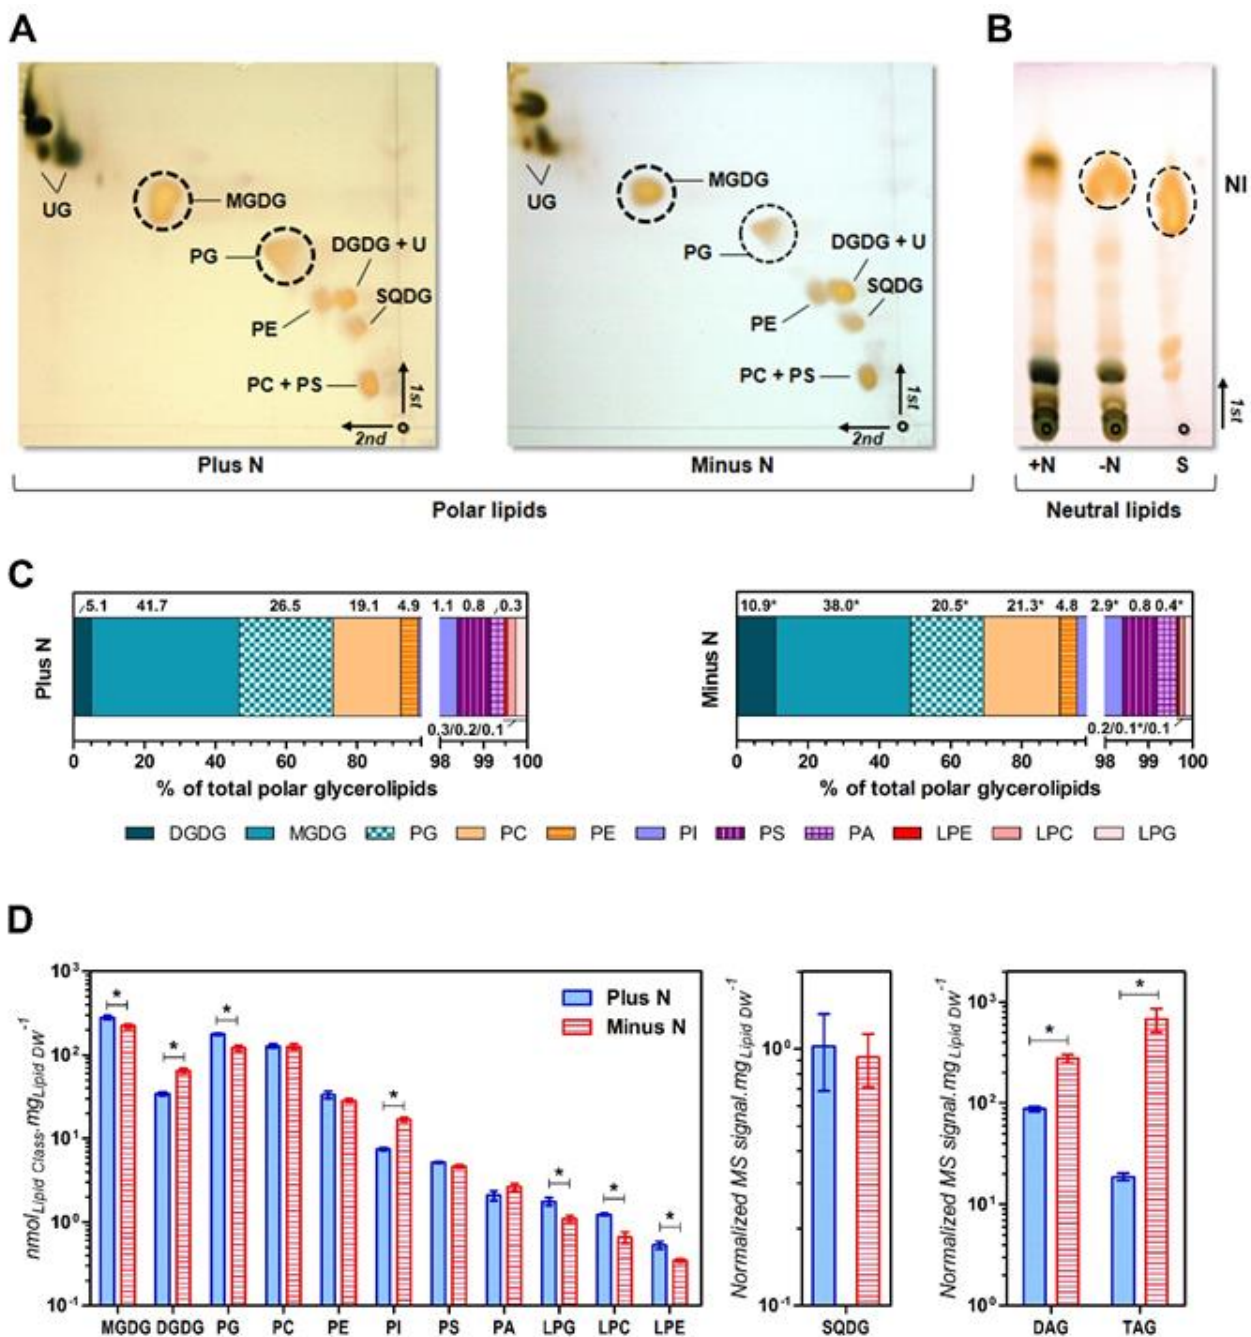 A
B
UG
MGDG
PG
DGDG + U
SQDG
PE
PC + PS
1st
2nd
Plus N
UG
MGDG
PG
DGDG + U
SQDG
PE
PC + PS
1st
2nd
Minus N
Polar lipids
Nl
1st
+N
-N
S
Neutral lipids
C
5.1 41.7 26.5 19.1 4.9 1.1 0.8 0.3
Plus N
0.3/0.2/0.1
0 20 40 60 80 98 99 100
% of total polar glycerolipids
10.9* 38.0* 20.5* 21.3* 4.8 2.9* 0.8 0.4*
Minus N
0.2/0.1*/0.1
0 20 40 60 80 98 99 100
% of total polar glycerolipids
DGDG MGDG PG PC PE PI PS PA LPE LPC LPG
D
nmol Lipid Class.mg Lipid DW -1
10³
10²
10¹
10⁰
10-1
* * * * * * *
Plus N
Minus N
MGDG DGDG PG PC PE PI PS PA LPG LPC LPE
Normalized MS signal.mg Lipid DW -1
10⁰
10-1
SQDG
Normalized MS signal.mg Lipid DW -1
10³
10²
10¹
10⁰
* *
DAG TAG